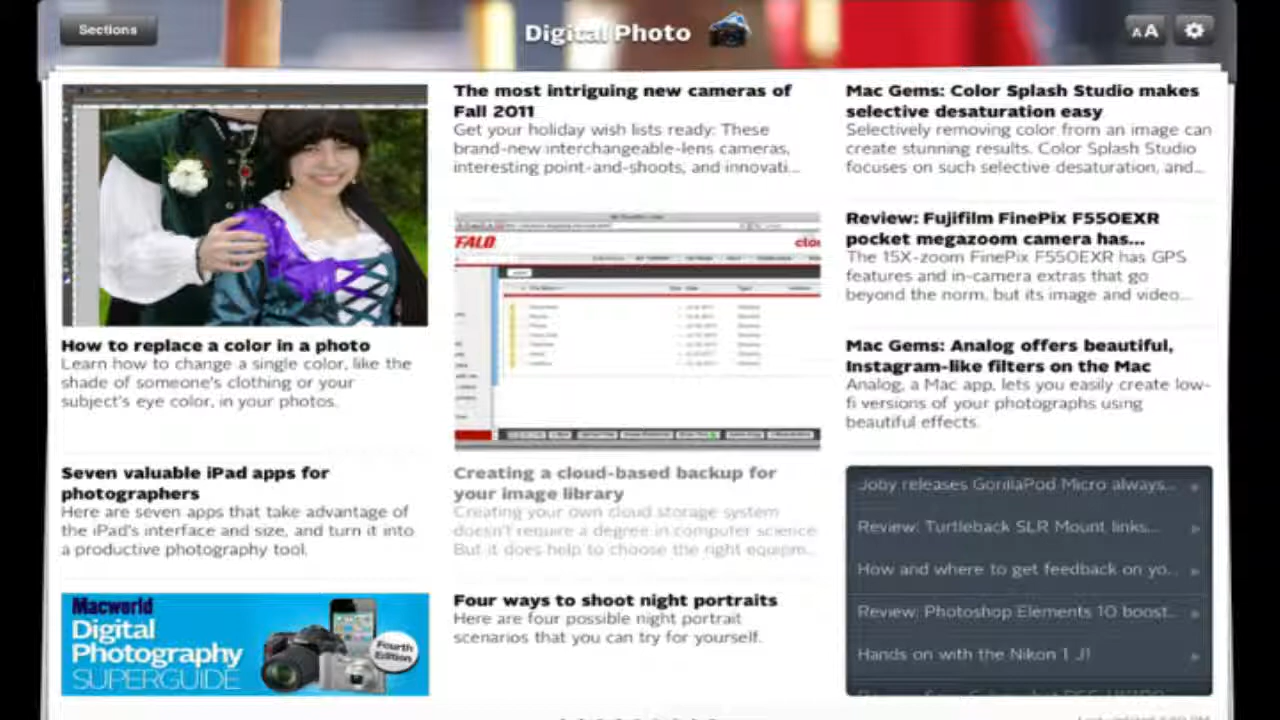 Sections
Digital Photo
AA
How to replace a color in a photo
Learn how to change a single color, like the
shade of someone's clothing or your
subject's eye color, in your photos.
Seven valuable iPad apps for
photographers
Here are seven apps that take advantage of
the iPad's interface and size, and turn it into
a productive photography tool.
Macworld
Digital
Photography
SUPERGUIDE
Fourth
Edition
The most intriguing new cameras of
Fall 2011
Get your holiday wish lists ready: These
brand-new interchangeable-lens cameras,
interesting point-and-shoots, and innovati...
FFALO
clou
Creating a cloud-based backup for
your image library
Creating your own cloud storage system
doesn't require a degree in computer science.
But it does help to choose the right equipm...
Four ways to shoot night portraits
Here are four possible night portrait
scenarios that you can try for yourself.
Mac Gems: Color Splash Studio makes
selective desaturation easy
Selectively removing color from an image can
create stunning results. Color Splash Studio
focuses on such selective desaturation, and...
Review: Fujifilm FinePix F550EXR
pocket megazoom camera has...
The 15X-zoom FinePix F550EXR has GPS
features and in-camera extras that go
beyond the norm, but its image and video...
Mac Gems: Analog offers beautiful,
Instagram-like filters on the Mac
Analog, a Mac app, lets you easily create low-
fi versions of your photographs using
beautiful effects.
Joby releases GorillaPod Micro always...
Review: Turtleback SLR Mount links...
How and where to get feedback on yo...
Review: Photoshop Elements 10 boost...
Hands on with the Nikon 1 J1